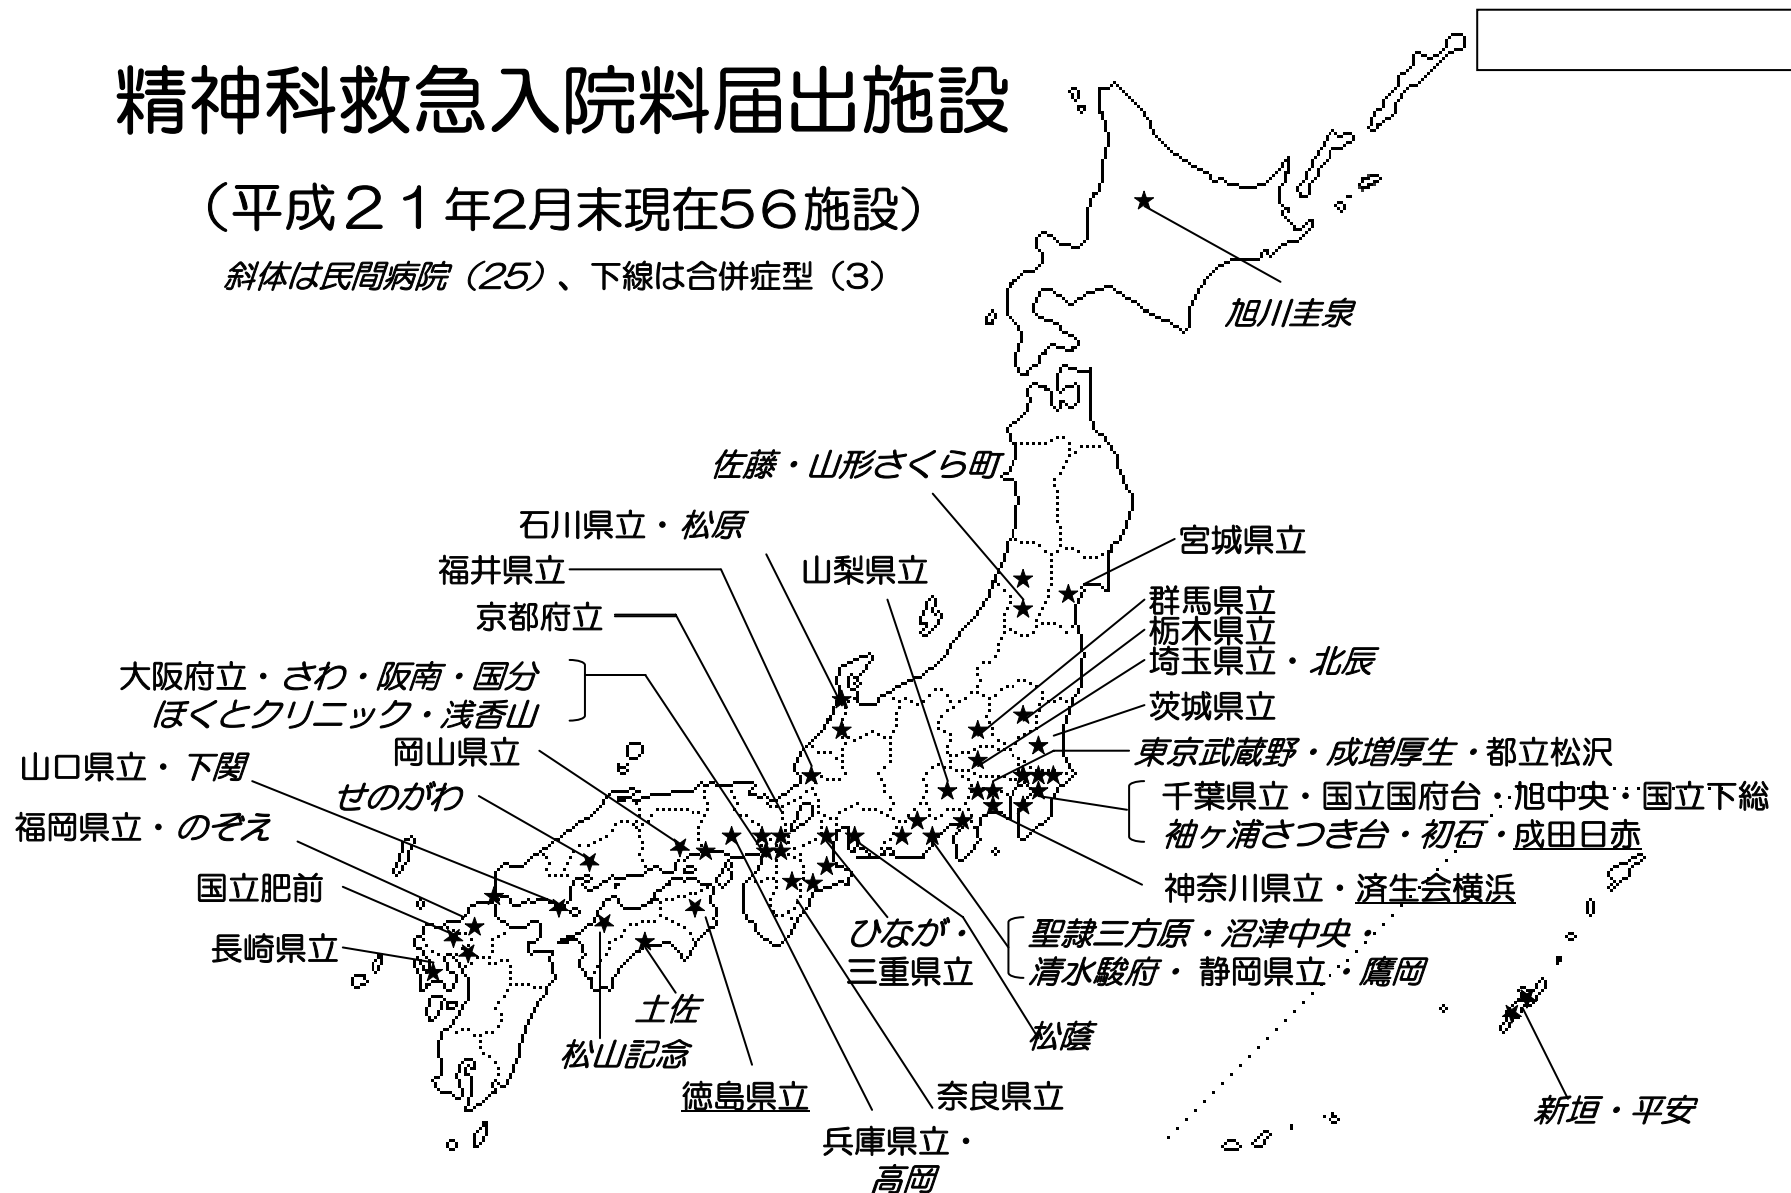 精神科救急入院料届出施設
（平成２１年2月末現在56施設）
斜体は民間病院（25）、下線は合併症型（3）
旭川圭泉
佐藤・山形さくら町
石川県立・松原
宮城県立
福井県立
山梨県立
京都府立
群馬県立
栃木県立
埼玉県立・北辰
大阪府立・さわ・阪南・国分
ほくとクリニック・浅香山
茨城県立
岡山県立
東京武蔵野・成増厚生・都立松沢
山口県立・下関
せのがわ
千葉県立・国立国府台・旭中央・国立下総
袖ヶ浦さつき台・初石・成田日赤
福岡県立・のぞえ
国立肥前
神奈川県立・済生会横浜
長崎県立
ひなが・
三重県立
聖隷三方原・沼津中央・
清水駿府・静岡県立・鷹岡
土佐
松蔭
松山記念
徳島県立
奈良県立
新垣・平安
兵庫県立・
高岡